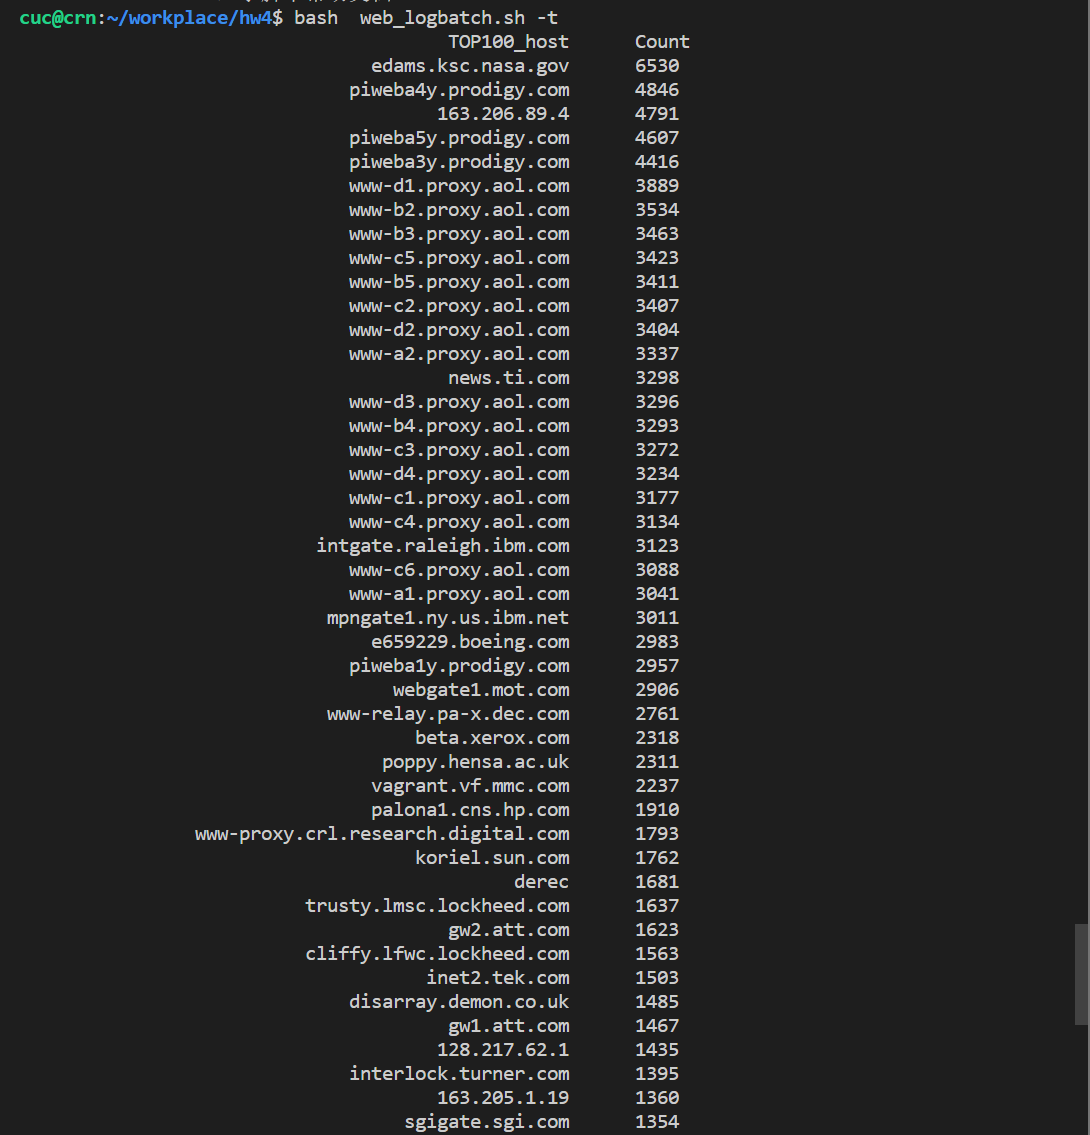 cuc@crn:~/workplace/hw4$ bash  web_logbatch.sh -t
TOP100_host Count
edams.ksc.nasa.gov 6530
piweba4y.prodigy.com 4846
163.206.89.4 4791
piweba5y.prodigy.com 4607
piweba3y.prodigy.com 4416
www-d1.proxy.aol.com 3889
www-b2.proxy.aol.com 3534
www-b3.proxy.aol.com 3463
www-c5.proxy.aol.com 3423
www-b5.proxy.aol.com 3411
www-c2.proxy.aol.com 3407
www-d2.proxy.aol.com 3404
www-a2.proxy.aol.com 3337
news.ti.com 3298
www-d3.proxy.aol.com 3296
www-b4.proxy.aol.com 3293
www-c3.proxy.aol.com 3272
www-d4.proxy.aol.com 3234
www-c1.proxy.aol.com 3177
www-c4.proxy.aol.com 3134
intgate.raleigh.ibm.com 3123
www-c6.proxy.aol.com 3088
www-a1.proxy.aol.com 3041
mpngate1.ny.us.ibm.net 3011
e659229.boeing.com 2983
piweba1y.prodigy.com 2957
webgate1.mot.com 2906
www-relay.pa-x.dec.com 2761
beta.xerox.com 2318
poppy.hensa.ac.uk 2311
vagrant.vf.mmc.com 2237
palona1.cns.hp.com 1910
www-proxy.crl.research.digital.com 1793
koriel.sun.com 1762
derec 1681
trusty.lmsc.lockheed.com 1637
gw2.att.com 1623
cliffy.lfwc.lockheed.com 1563
inet2.tek.com 1503
disarray.demon.co.uk 1485
gw1.att.com 1467
128.217.62.1 1435
interlock.turner.com 1395
163.205.1.19 1360
sgigate.sgi.com 1354